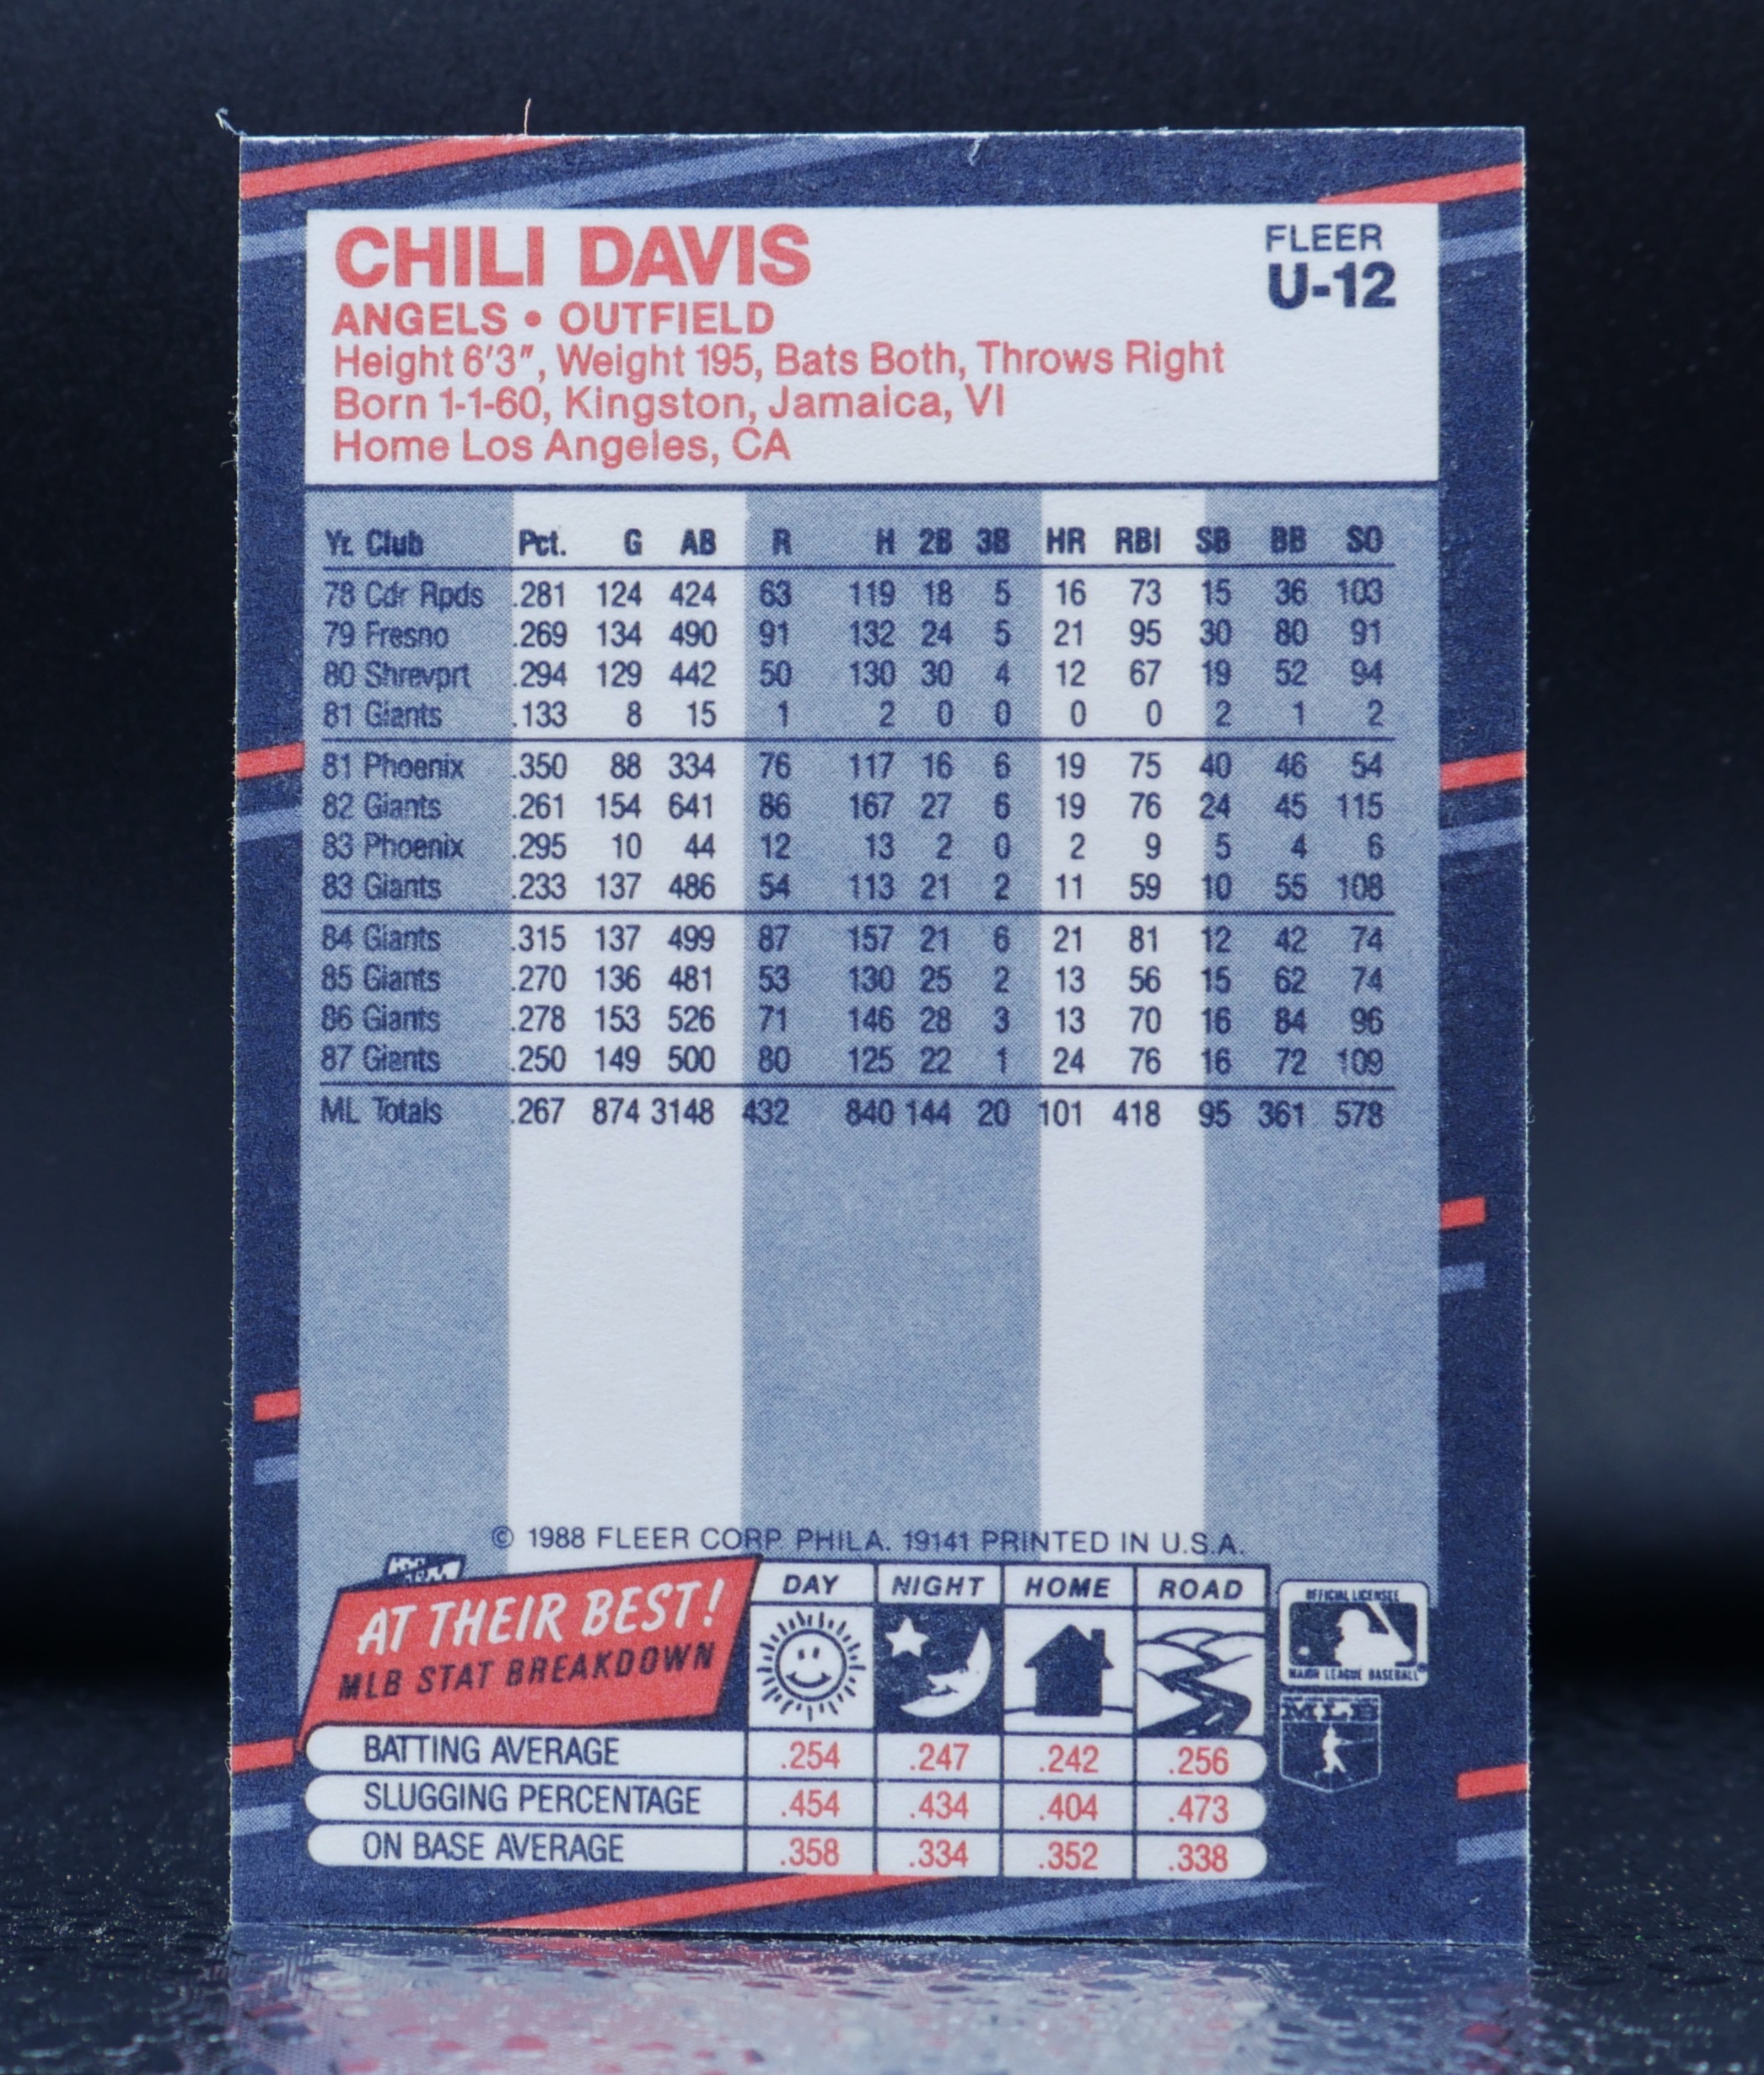 CHILI DAVIS
FLEER
U-12
ANGELS • OUTFIELD
Height 6'3", Weight 195, Bats Both, Throws Right
Born 1-1-60, Kingston, Jamaica, VI
Home Los Angeles, CA
Yr. Club Pct. G AB R H 2B 3B HR RBI SB BB SO
78 Cdr Rpds .281 124 424 63 119 18 5 16 73 15 36 103
79 Fresno .269 134 490 91 132 24 5 21 95 30 80 91
80 Shrevprt .294 129 442 50 130 30 4 12 67 19 52 94
81 Giants .133 8 15 1 2 0 0 0 0 2 1 2
81 Phoenix .350 88 334 76 117 16 6 19 75 40 46 54
82 Giants .261 154 641 86 167 27 6 19 76 24 45 115
83 Phoenix .295 10 44 12 13 2 0 2 9 5 4 6
83 Giants .233 137 486 54 113 21 2 11 59 10 55 108
84 Giants .315 137 499 87 157 21 6 21 81 12 42 74
85 Giants .270 136 481 53 130 25 2 13 56 15 62 74
86 Giants .278 153 526 71 146 28 3 13 70 16 84 96
87 Giants .250 149 500 80 125 22 1 24 76 16 72 109
ML Totals .267 874 3148 432 840 144 20 101 418 95 361 578
© 1988 FLEER CORP. PHILA. 19141 PRINTED IN U.S.A.
AT THEIR BEST!
MLB STAT BREAKDOWN
DAY NIGHT HOME ROAD
OFFICIAL LICENSEE
MAJOR LEAGUE BASEBALL
MLB
BATTING AVERAGE .254 .247 .242 .256
SLUGGING PERCENTAGE .454 .434 .404 .473
ON BASE AVERAGE .358 .334 .352 .338